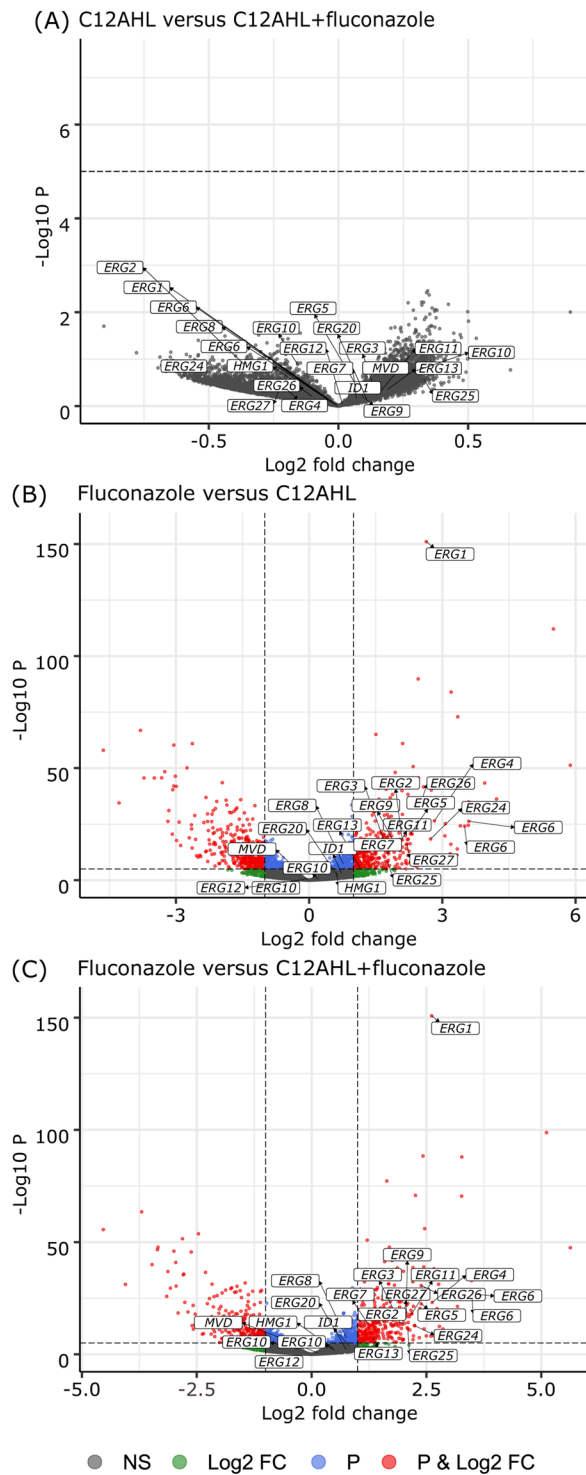 (A) C12AHL versus C12AHL+fluconazole
6
4
2
0
-Log10 P
ERG2
ERG1
ERG6
ERG5
ERG8
ERG10
ERG20
ERG6
ERG12
ERG3
ERG11
ERG10
ERG24
HMG1
ERG7
MVD
ERG13
ERG26
ID1
ERG27
ERG4
ERG9
ERG25
-0.5
0.0
0.5
Log2 fold change
(B) Fluconazole versus C12AHL
150
100
50
0
-Log10 P
ERG1
ERG4
ERG3
ERG2
ERG26
ERG8
ERG9
ERG5
ERG24
ERG20
ERG13
ERG11
ERG6
MVD
ID1
ERG7
ERG6
ERG10
ERG27
ERG25
ERG12
ERG10
HMG1
-3
0
3
6
Log2 fold change
(C) Fluconazole versus C12AHL+fluconazole
150
100
50
0
-Log10 P
ERG1
ERG9
ERG8
ERG3
ERG11
ERG4
ERG20
ERG7
ERG27
ERG26
ERG6
MVD
HMG1
ID1
ERG2
ERG5
ERG6
ERG10
ERG10
ERG24
ERG12
ERG13
ERG25
-5.0
-2.5
0.0
2.5
5.0
Log2 fold change
NS Log2 FC P P & Log2 FC